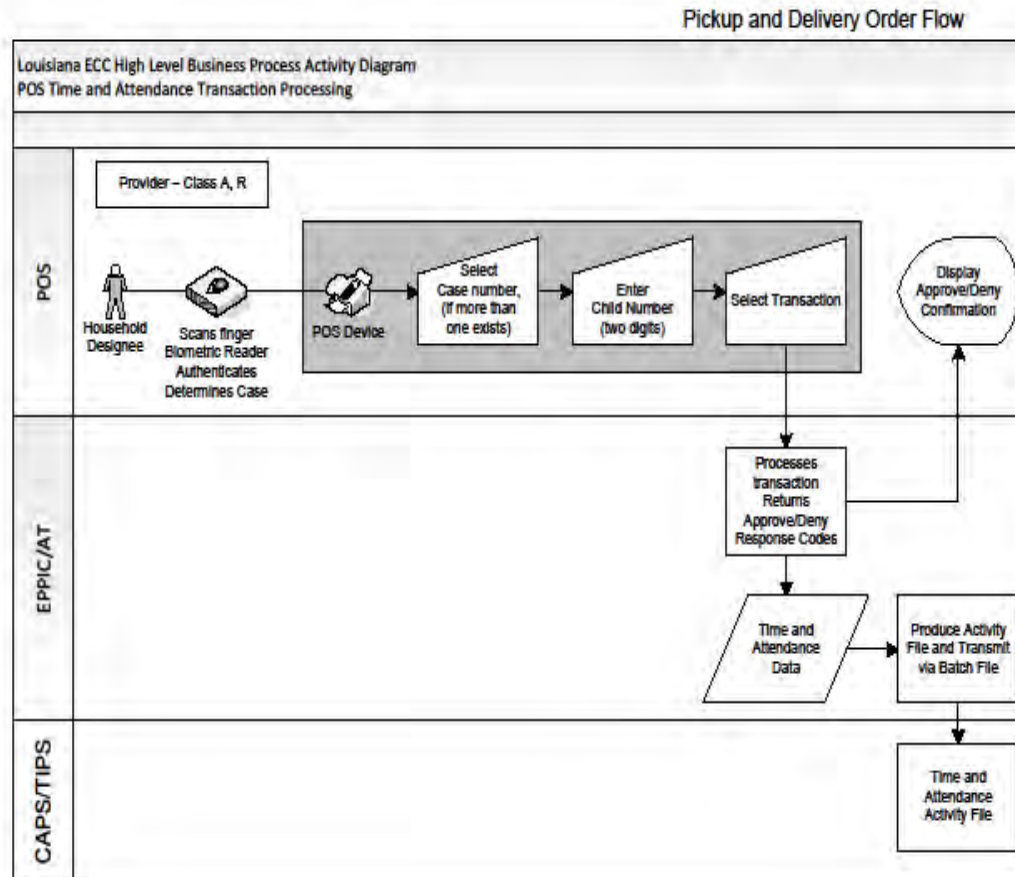 Pickup and Delivery Order Flow
Louisiana ECC High Level Business Process Activity Diagram
POS Time and Attendance Transaction Processing
POS
Provider – Class A, R
Household
Designee
Scans finger
Biometric Reader
Authenticates
Determines Case
POS Device
Select
Case number,
(if more than
one exists)
Enter
Child Number
(two digits)
Select Transaction
Display
Approve/Deny
Confirmation
EPPIC/AT
Processes
transaction
Returns
Approve/Deny
Response Codes
Time and
Attendance
Data
Produce Activity
File and Transmit
via Batch File
CAPS/TIPS
Time and
Attendance
Activity File